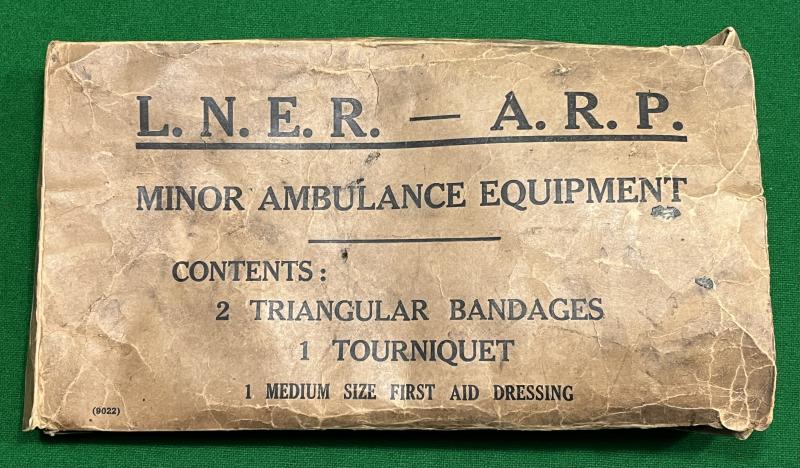 L. N. E. R. — A. R. P.
MINOR AMBULANCE EQUIPMENT
CONTENTS :
2 TRIANGULAR BANDAGES
1 TOURNIQUET
1 MEDIUM SIZE FIRST AID DRESSING
(9022)